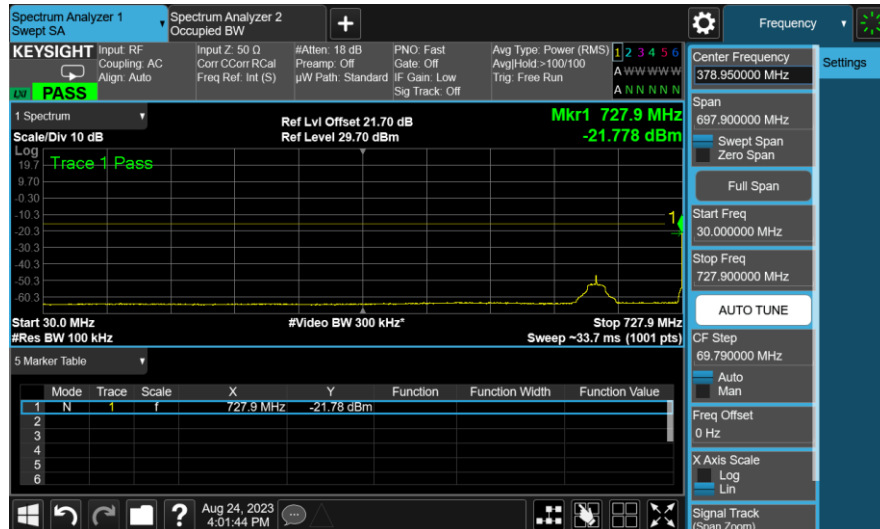 Spectrum Analyzer 1
Swept SA
Spectrum Analyzer 2
Occupied BW
+
Frequency
KEYSIGHT
Input: RF
Coupling: AC
Align: Auto
Input Z: 50 Ω
Corr CCorr RCal
Freq Ref: Int (S)
#Atten: 18 dB
Preamp: Off
µW Path: Standard
PNO: Fast
Gate: Off
IF Gain: Low
Sig Track: Off
Avg Type: Power (RMS)
Avg|Hold:>100/100
Trig: Free Run
1 2 3 4 5 6
A W W W W W
A N N N N N
LXI PASS
1 Spectrum
Scale/Div 10 dB
Ref Lvl Offset 21.70 dB
Ref Level 29.70 dBm
Mkr1 727.9 MHz
-21.778 dBm
Log
Trace 1 Pass
19.7
9.70
-0.30
-10.3
-20.3
-30.3
-40.3
-50.3
-60.3
1
Start 30.0 MHz
#Res BW 100 kHz
#Video BW 300 kHz*
Stop 727.9 MHz
Sweep ~33.7 ms (1001 pts)
5 Marker Table
Mode Trace Scale X Y Function Function Width Function Value
1 N 1 f 727.9 MHz -21.78 dBm
2
3
4
5
6
Aug 24, 2023
4:01:44 PM
?
Center Frequency
378.950000 MHz
Settings
Span
697.900000 MHz
Swept Span
Zero Span
Full Span
Start Freq
30.000000 MHz
Stop Freq
727.900000 MHz
AUTO TUNE
CF Step
69.790000 MHz
Auto
Man
Freq Offset
0 Hz
X Axis Scale
Log
Lin
Signal Track
(Span Zoom)